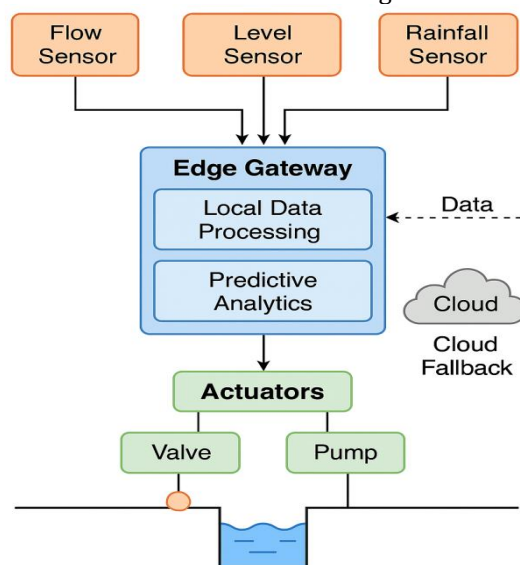 Flow
Sensor
Level
Sensor
Rainfall
Sensor
Edge Gateway
Local Data
Processing
Predictive
Analytics
Data
Cloud
Cloud
Fallback
Actuators
Valve
Pump